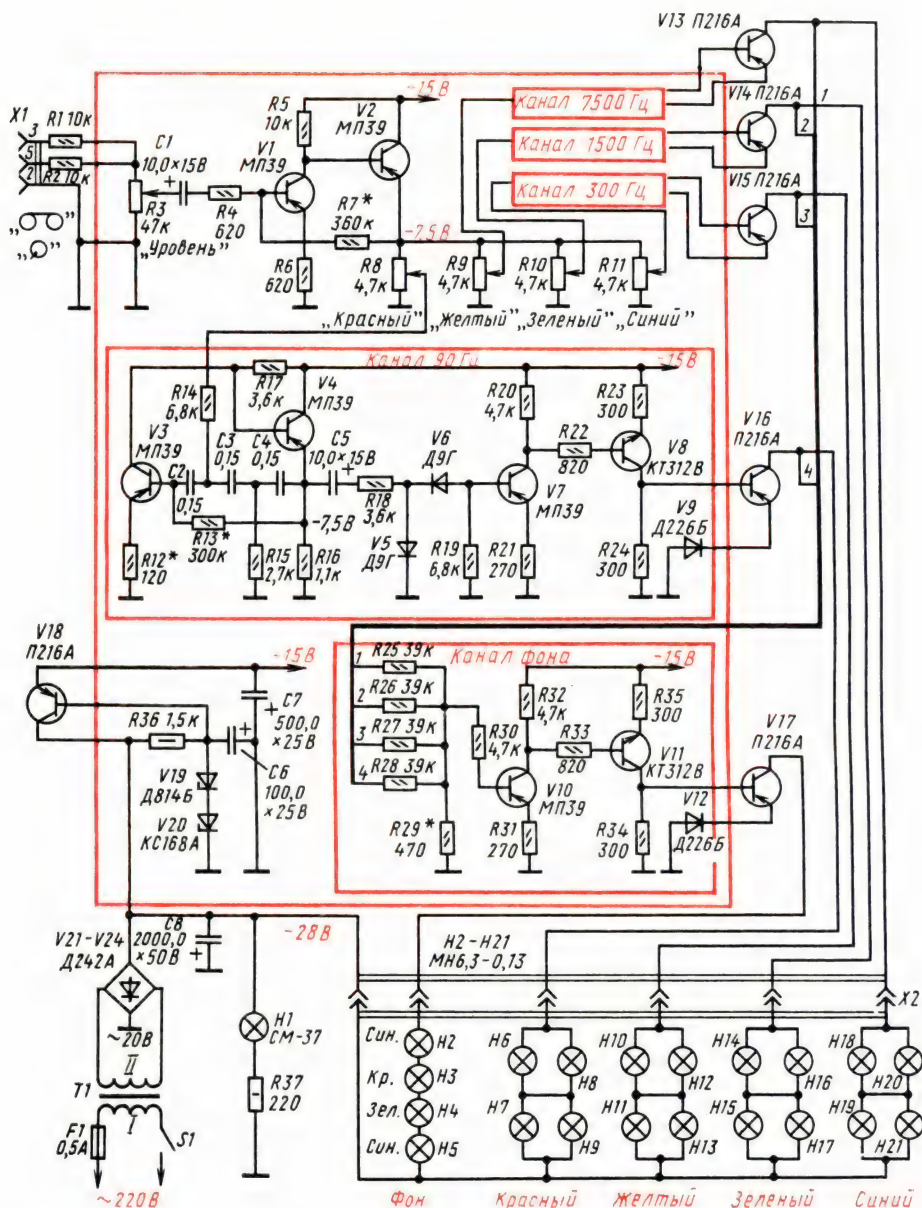 V13 П216А
-15В
V2
МП39
R5
10к
Канал 7500 Гц
V14 П216А
1
X1
3
R1 10к
C1
10,0×15В
V1
МП39
Канал 1500 Гц
2
5
R2 10к
2
V15 П216А
Канал 300 Гц
R3
47к
R4
620
R7*
360к
3
„Уровень”
-7,5В
R6
620
R8
4,7к
R9
4,7к
R10
4,7к
R11
4,7к
„Красный” „Желтый” „Зеленый” „Синий”
Канал 90 Гц
-15В
R14
6,8к
R17
3,6к
V4
МП39
R20
4,7к
R23
300
V3
МП39
C3
0,15
C4
0,15
C5
10,0×15В
V6
Д9Г
R22
820
V8
КТ312В
V16
П216А
4
C2
0,15
R18
3,6к
V7
МП39
V9
Д226Б
R13*
300к
-7,5В
V5
Д9Г
R12*
120
R15
2,7к
R16
1,1к
R19
6,8к
R21
270
R24
300
V18
П216А
-15В
Канал фона
-15В
1
R25 39к
2
R26 39к
3
R27 39к
4
R28 39к
R32
4,7к
R35
300
R36 1,5к
C7
500,0
×25В
R30
4,7к
R33
820
V11
КТ312В
V17
П216А
V19
Д814Б
C6
100,0
×25В
V10
МП39
V12
Д226Б
V20
КС168А
R29*
470
R31
270
R34
300
V21-V24
Д242А
C8
2000,0
×50В
-28В
H2-H21
МН6,3-0,13
X2
~20В
II
T1
I
H1
СМ-37
R37
220
F1
0,5А
S1
~220В
Син.
H2
Кр.
H3
Зел.
H4
Син.
H5
H6
H8
H7
H9
H10
H12
H11
H13
H14
H16
H15
H17
H18
H20
H19
H21
Фон Красный Желтый Зеленый Синий